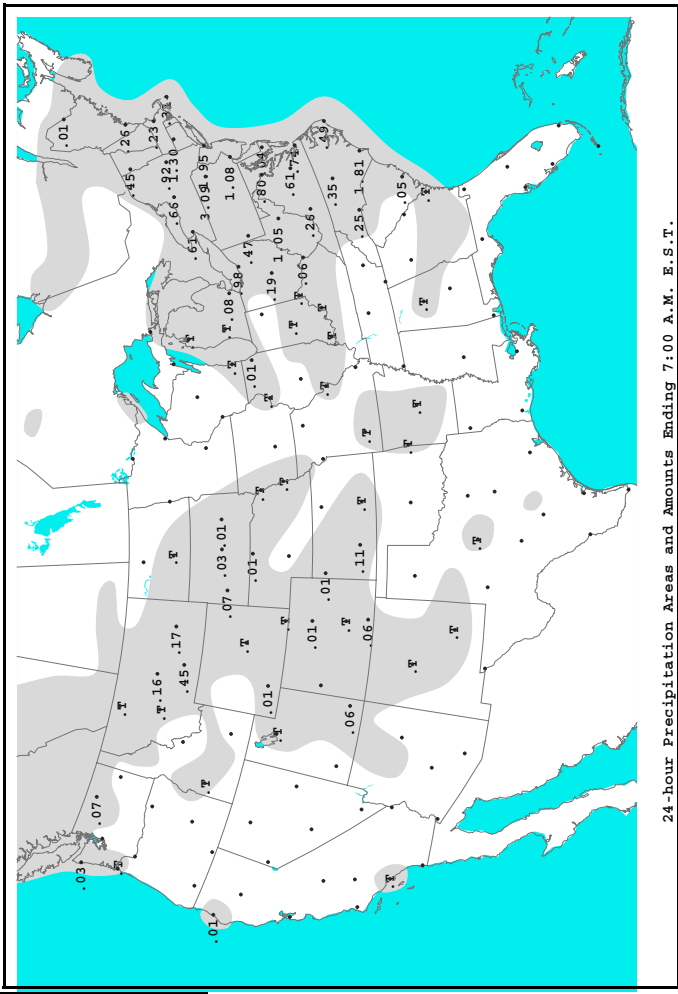 .01
.03
.07
T
T
.26
.45
.23
.16
T
.92
T
1.30
.66
.17
.45
T
.61
3.09
1.95
T
.01
.03
.01
.07
T
.08
1.08
T
.98
T
.47
.01
.01
T
.80
.04
.01
T
.19
T
1.05
T
T
T
.61
T
.06
.01
.26
.01
T
T
.49
T
.35
T
.06
.11
T
.25
1.81
.06
T
T
.05
T
T
T
T
T
T
T
24-hour Precipitation Areas and Amounts Ending 7:00 A.M. E.S.T.